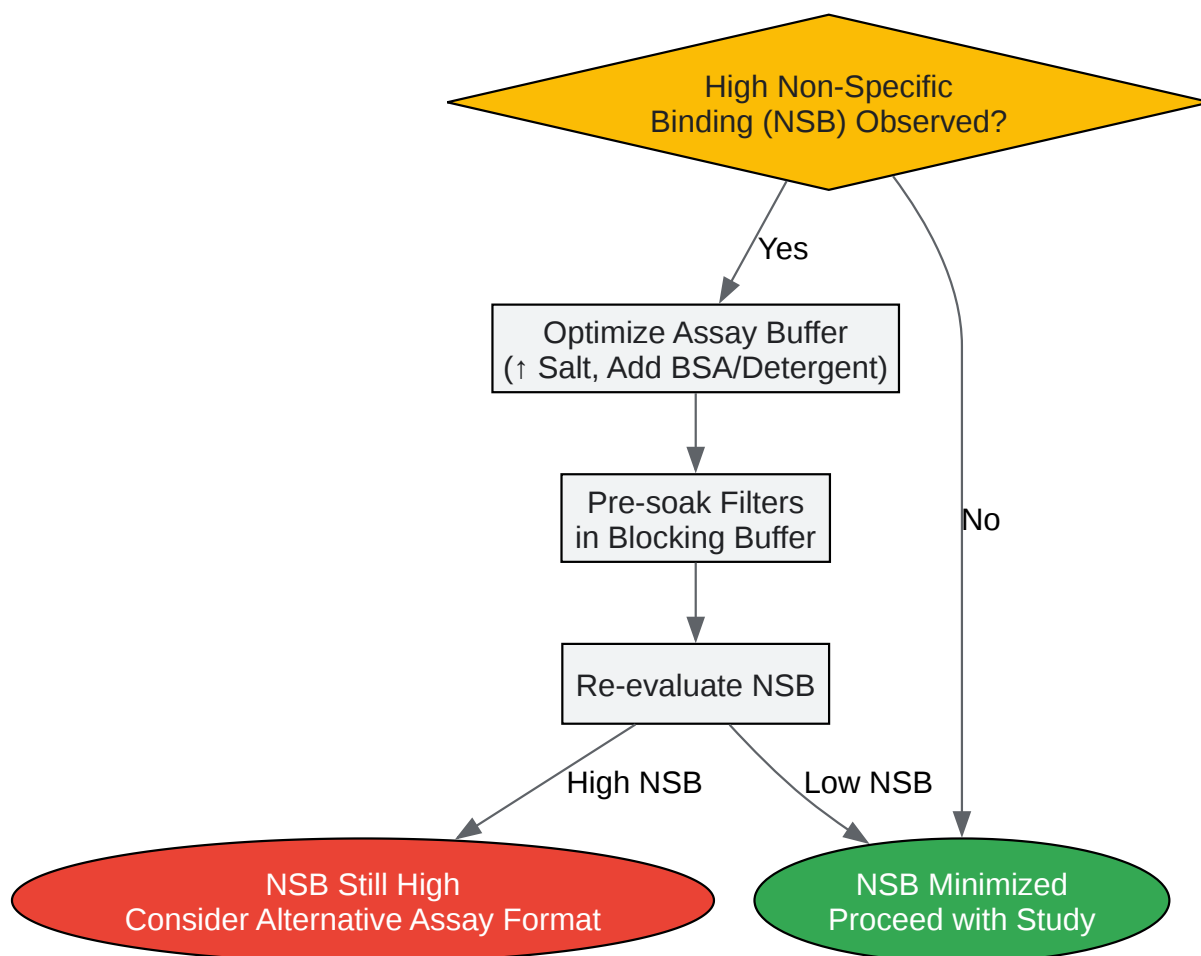 High Non-Specific
Binding (NSB) Observed?
Yes
Optimize Assay Buffer
(↑ Salt, Add BSA/Detergent)
Pre-soak Filters
in Blocking Buffer
No
Re-evaluate NSB
High NSB
Low NSB
NSB Still High
Consider Alternative Assay Format
NSB Minimized
Proceed with Study